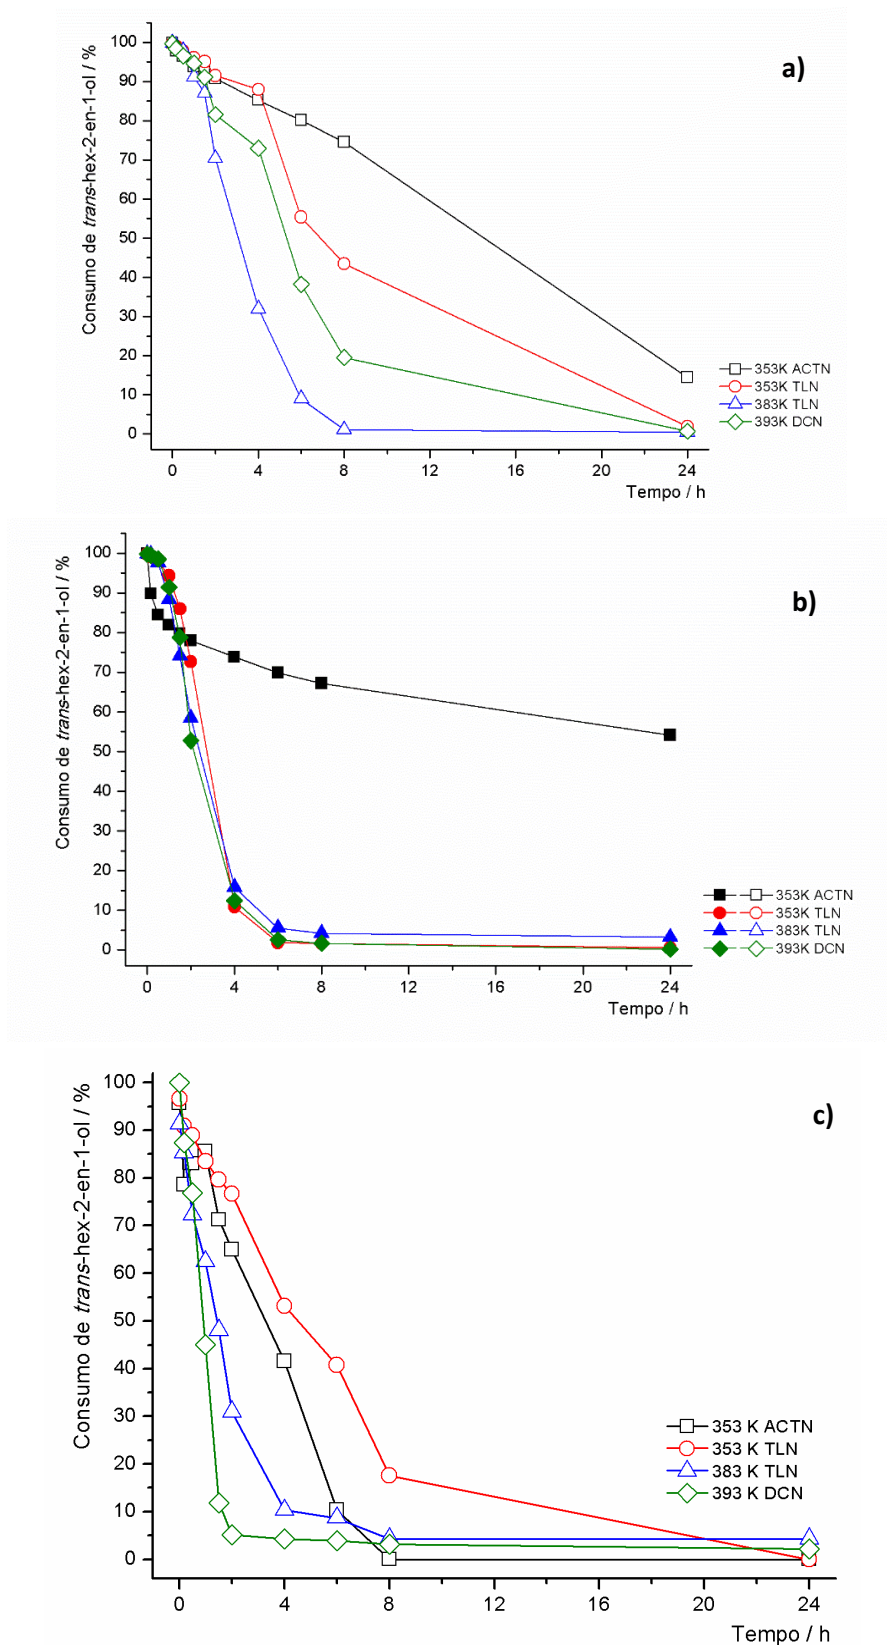 a)
Consumo de trans-hex-2-en-1-ol / %
100
90
80
70
60
50
40
30
20
10
0
353K ACTN
353K TLN
383K TLN
393K DCN
0 4 8 12 16 20 24
Tempo / h
b)
Consumo de trans-hex-2-en-1-ol / %
100
90
80
70
60
50
40
30
20
10
0
353K ACTN
353K TLN
383K TLN
393K DCN
0 4 8 12 16 20 24
Tempo / h
c)
Consumo de trans-hex-2-en-1-ol / %
100
90
80
70
60
50
40
30
20
10
0
353 K ACTN
353 K TLN
383 K TLN
393 K DCN
0 4 8 12 16 20 24
Tempo / h